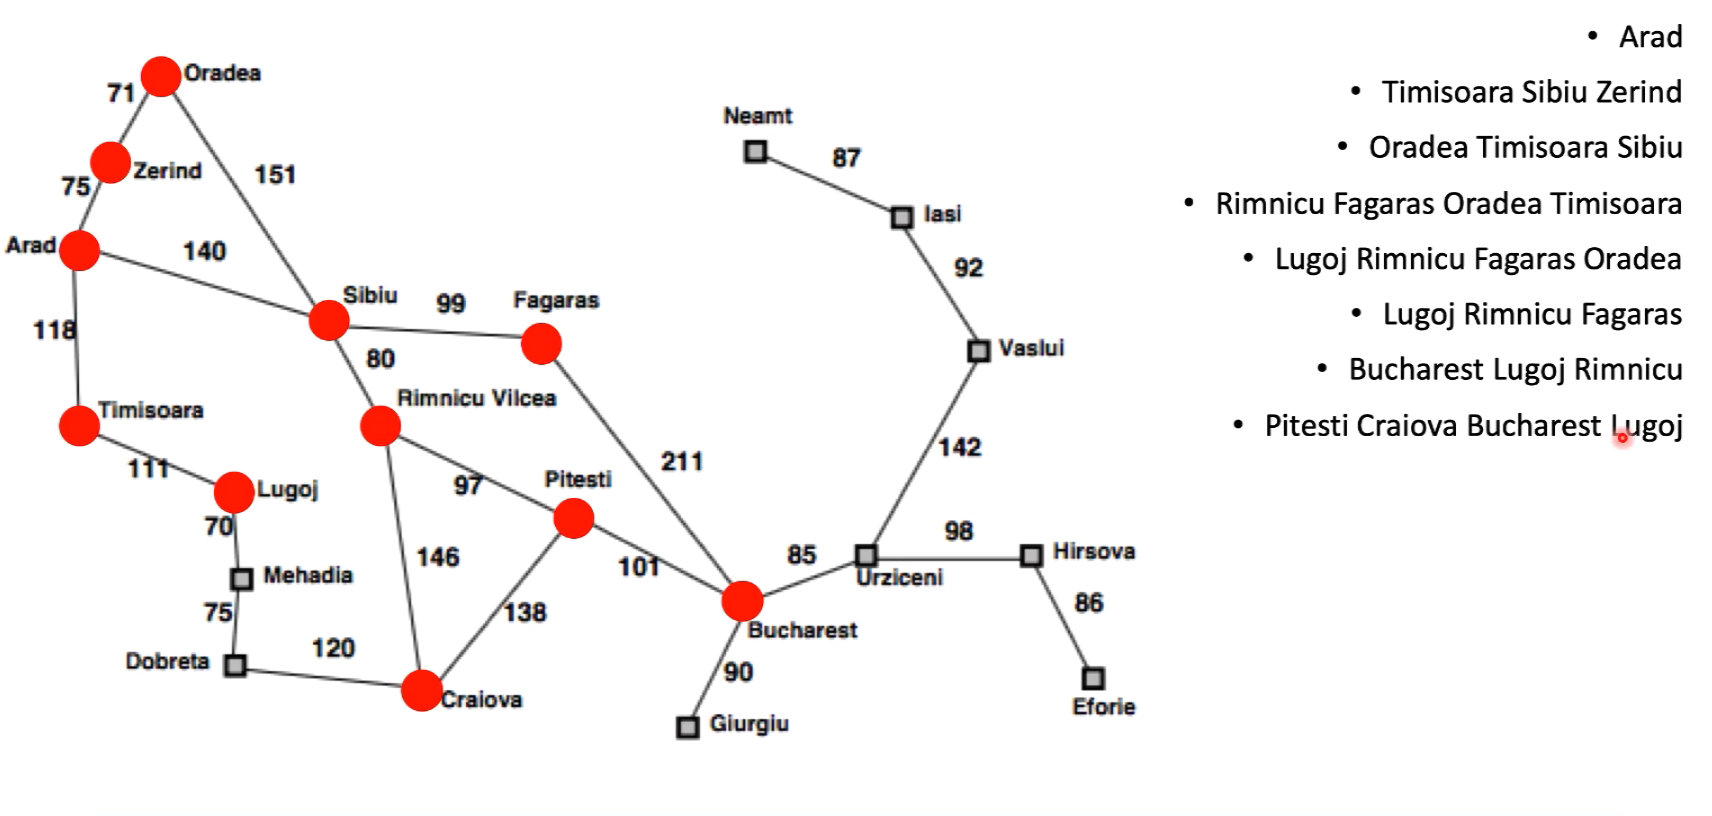 Oradea
71
Zerind
151
75
Arad
140
Sibiu
99
Fagaras
118
80
Rimnicu Vilcea
Timisoara
111
Lugoj
97
Pitesti
211
70
Mehadia
146
101
75
138
Dobreta
120
Craiova
Neamt
87
Iasi
92
Vaslui
142
98
Hirsova
85
Urziceni
86
Bucharest
90
Giurgiu
Eforie
• Arad
• Timisoara Sibiu Zerind
• Oradea Timisoara Sibiu
• Rimnicu Fagaras Oradea Timisoara
• Lugoj Rimnicu Fagaras Oradea
• Lugoj Rimnicu Fagaras
• Bucharest Lugoj Rimnicu
• Pitesti Craiova Bucharest Lugoj